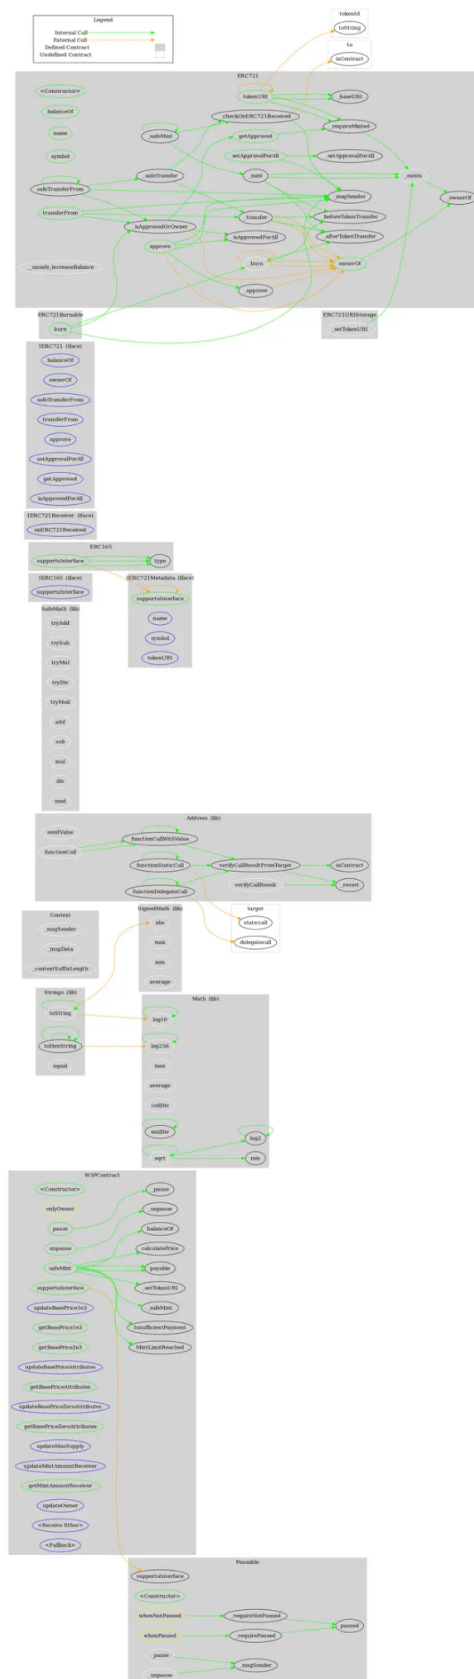 Legend
Internal Call
External Call
Defined Contract
Undefined Contract
tokenId
toString
to
isContract
ERC721
<Constructor>
balanceOf
name
symbol
safeTransferFrom
transferFrom
__unsafe_increaseBalance
_safeMint
safeTransfer
_isApprovedOrOwner
approve
tokenURI
_checkOnERC721Received
getApproved
setApprovalForAll
_mint
_transfer
isApprovedForAll
_burn
_approve
_baseURI
_requireMinted
_setApprovalForAll
_msgSender
_beforeTokenTransfer
_afterTokenTransfer
ownerOf
_exists
_ownerOf
ERC721Burnable
burn
ERC721URIStorage
_setTokenURI
IERC721 (iface)
balanceOf
ownerOf
safeTransferFrom
transferFrom
approve
setApprovalForAll
getApproved
isApprovedForAll
IERC721Receiver (iface)
onERC721Received
ERC165
supportsInterface
type
IERC165 (iface)
supportsInterface
IERC721Metadata (iface)
supportsInterface
name
symbol
tokenURI
SafeMath (lib)
tryAdd
trySub
tryMul
tryDiv
tryMod
add
sub
mul
div
mod
Address (lib)
sendValue
functionCall
functionCallWithValue
functionStaticCall
functionDelegateCall
verifyCallResultFromTarget
verifyCallResult
isContract
_revert
Context
_msgSender
_msgData
_contextSuffixLength
SignedMath (lib)
abs
max
min
average
target
staticcall
delegatecall
Strings (lib)
toString
toHexString
equal
Math (lib)
log10
log256
max
average
ceilDiv
mulDiv
sqrt
log2
min
W3PContract
<Constructor>
onlyOwner
pause
unpause
safeMint
supportsInterface
updateBasePrice1e3
getBasePrice1e3
getBasePrice2e3
updateBasePriceAttributes
getBasePriceAttributes
updateBasePriceZeroAttributes
getBasePriceZeroAttributes
updateMaxSupply
updateMintAmountReceiver
getMintAmountReceiver
updateOwner
<Receive Ether>
<Fallback>
_pause
_unpause
balanceOf
calculatePrice
payable
_setTokenURI
_safeMint
InsufficientPayment
MintLimitReached
Pausable
supportsInterface
<Constructor>
whenNotPaused
whenPaused
_pause
_unpause
_requireNotPaused
_requirePaused
_msgSender
paused